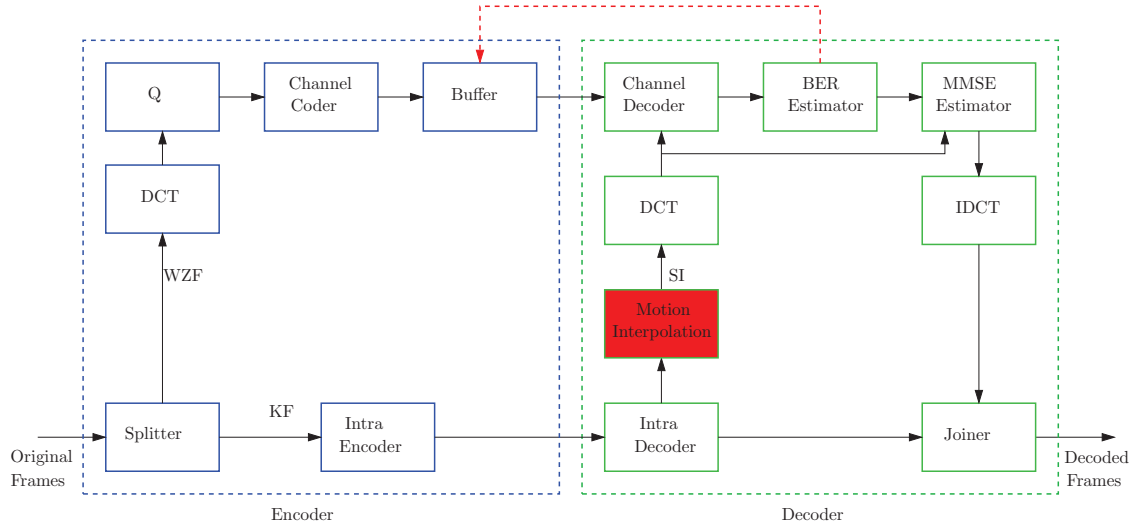 Q
Channel
Coder
Buffer
Channel
Decoder
BER
Estimator
MMSE
Estimator
DCT
DCT
IDCT
WZF
SI
Motion
Interpolation
Splitter
KF
Intra
Encoder
Intra
Decoder
Joiner
Original
Frames
Decoded
Frames
Encoder
Decoder